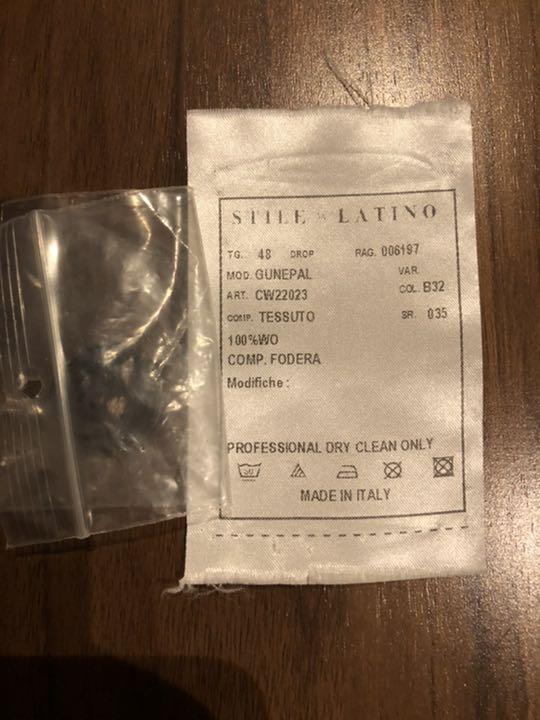 STILE LATINO
TG. 48 DROP RAG. 006197
MOD. GUNEPAL VAR.
ART. CW22023 COL. B32
COMP. TESSUTO SR. 035
100%WO
COMP. FODERA
Modifiche :
PROFESSIONAL DRY CLEAN ONLY
MADE IN ITALY